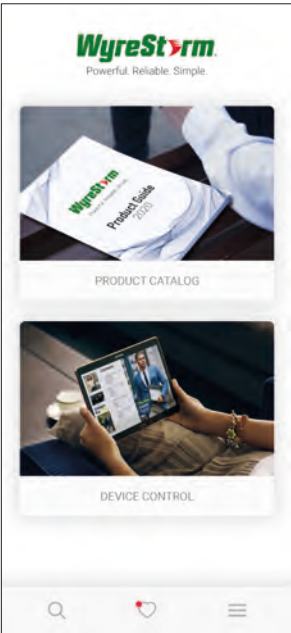 WyreStorm
Powerful. Reliable. Simple.
WyreStorm
Product Guide
2020
PRODUCT CATALOG
DEVICE CONTROL